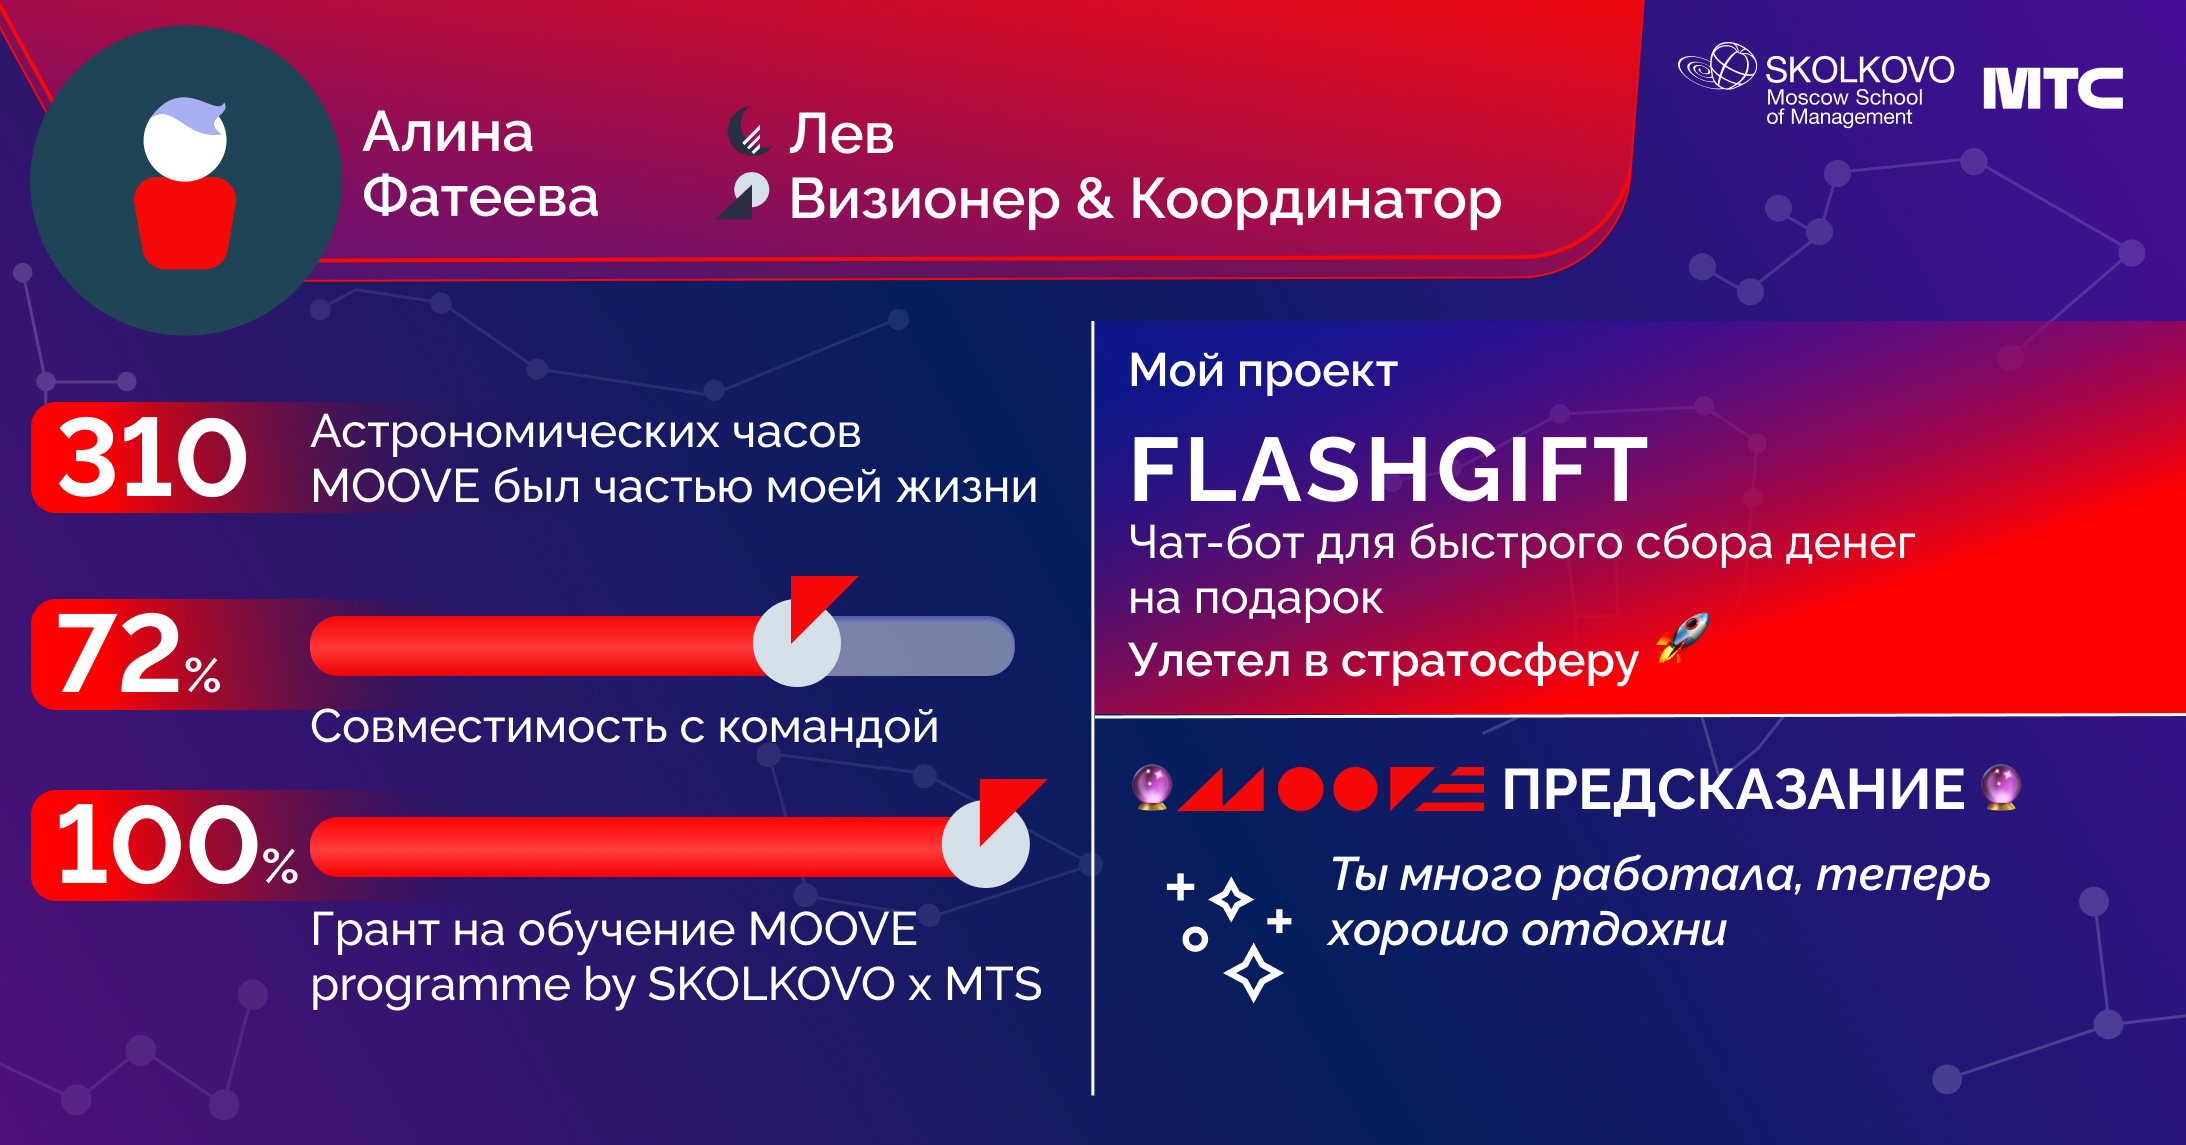 Алина
Фатеева
Лев
Визионер & Координатор
SKOLKOVO
Moscow School
of Management
МТС
310
Астрономических часов
MOOVE был частью моей жизни
72%
Совместимость с командой
100%
Грант на обучение MOOVE
programme by SKOLKOVO x MTS
Мой проект
FLASHGIFT
Чат-бот для быстрого сбора денег
на подарок
Улетел в стратосферу
MOOVE ПРЕДСКАЗАНИЕ
Ты много работала, теперь
хорошо отдохни